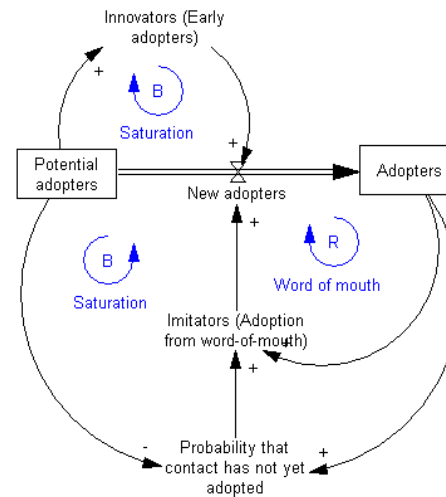 Innovators (Early
adopters)
+
B
Saturation
+
Potential
adopters
Adopters
New adopters
+
B
Saturation
R
Word of mouth
Imitators (Adoption
from word-of-mouth)
+
+
-
+
Probability that
contact has not yet
adopted